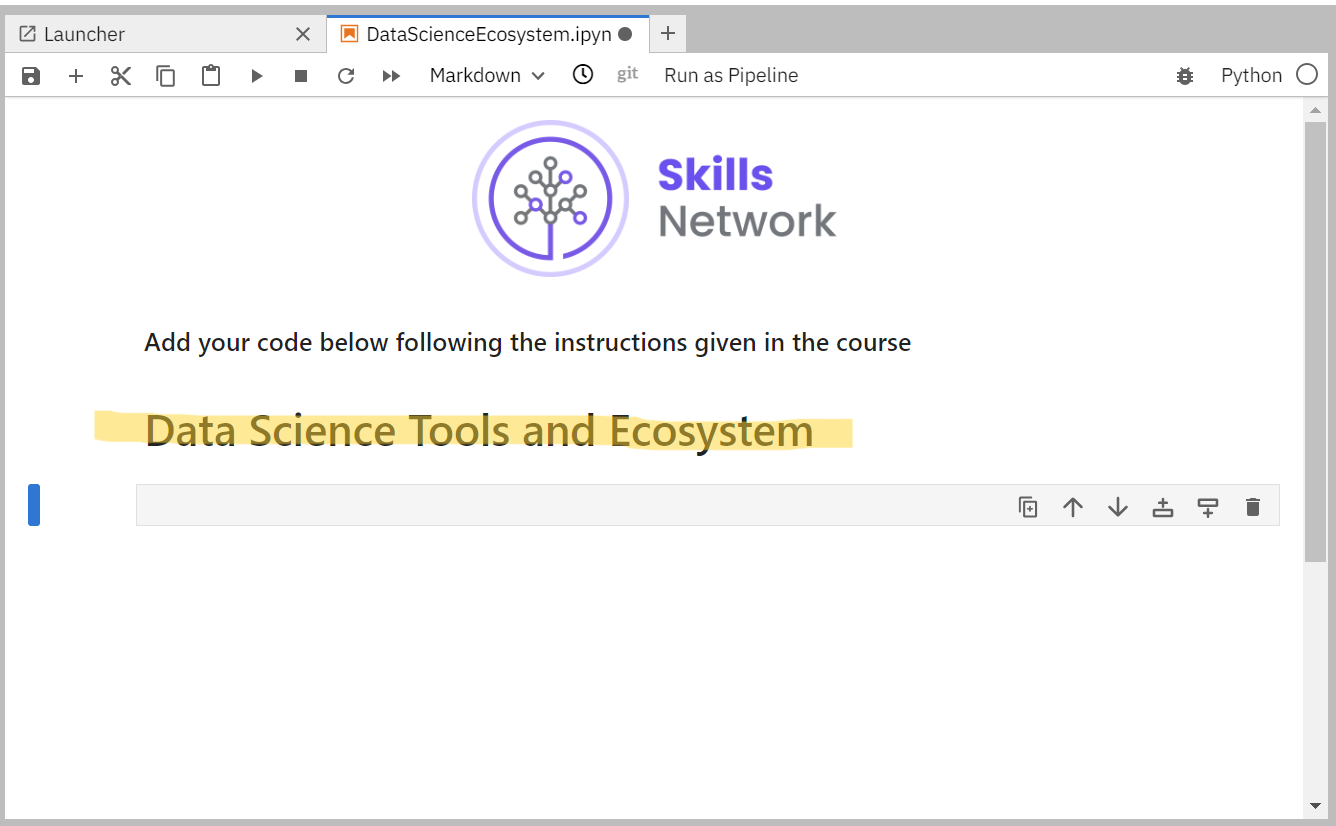 Launcher
DataScienceEcosystem.ipyn
Markdown
git
Run as Pipeline
Python
Skills
Network
Add your code below following the instructions given in the course
Data Science Tools and Ecosystem